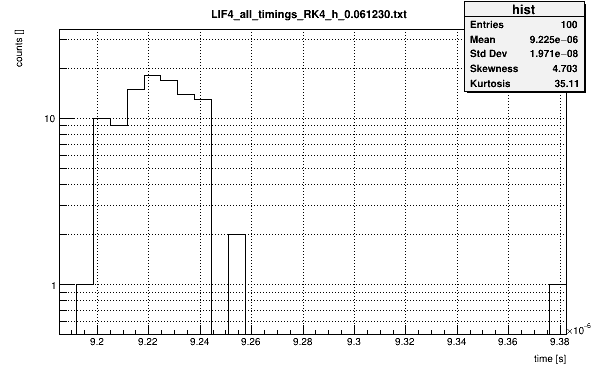 LIF4_all_timings_RK4_h_0.061230.txt
hist
Entries 100
Mean 9.225e−06
Std Dev 1.971e−08
Skewness 4.703
Kurtosis 35.11
counts []
10
1
9.2 9.22 9.24 9.26 9.28 9.3 9.32 9.34 9.36 9.38
×10⁻⁶
time [s]